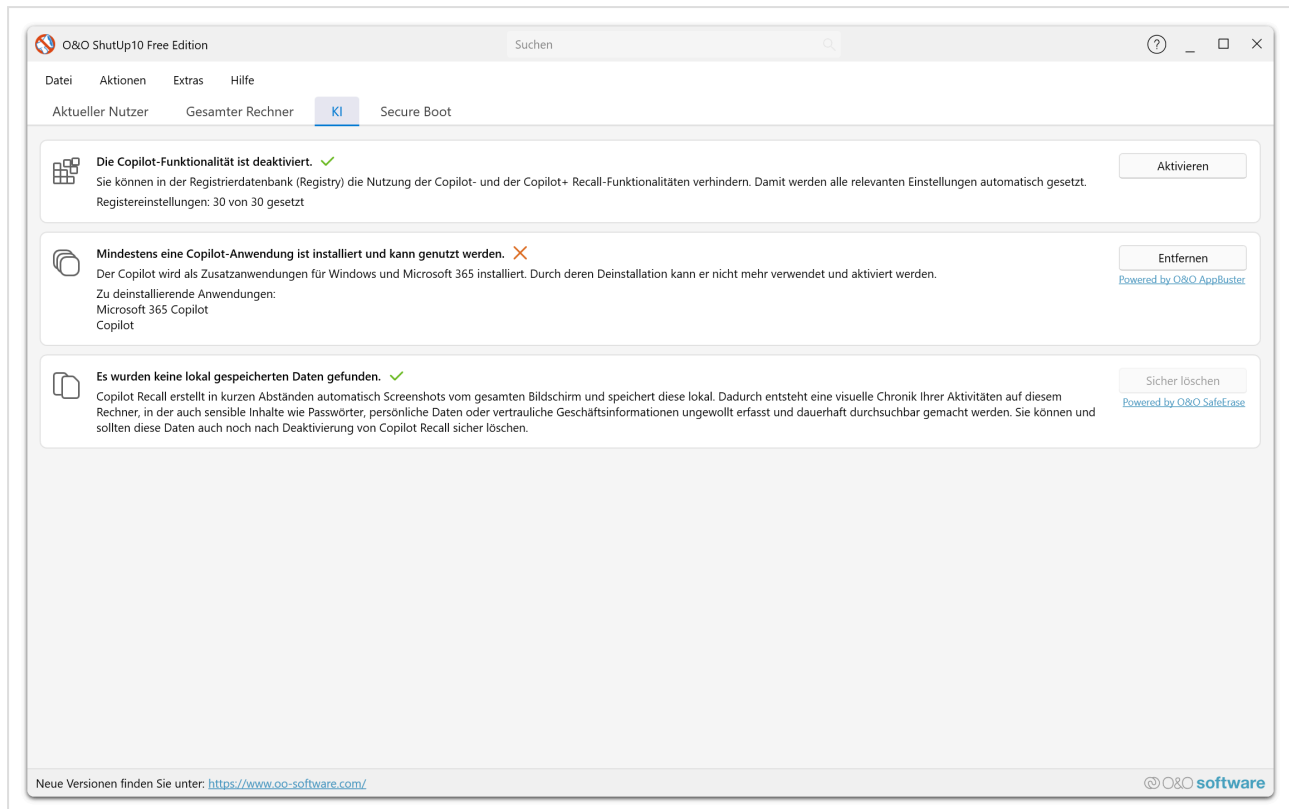 O&O ShutUp10 Free Edition
Suchen
Datei Aktionen Extras Hilfe
Aktueller Nutzer Gesamter Rechner KI Secure Boot
Die Copilot-Funktionalität ist deaktiviert.
Sie können in der Registrierdatenbank (Registry) die Nutzung der Copilot- und der Copilot+ Recall-Funktionalitäten verhindern. Damit werden alle relevanten Einstellungen automatisch gesetzt.
Registereinstellungen: 30 von 30 gesetzt
Aktivieren
Mindestens eine Copilot-Anwendung ist installiert und kann genutzt werden.
Der Copilot wird als Zusatzanwendungen für Windows und Microsoft 365 installiert. Durch deren Deinstallation kann er nicht mehr verwendet und aktiviert werden.
Zu deinstallierende Anwendungen:
Microsoft 365 Copilot
Copilot
Entfernen
Powered by O&O AppBuster
Es wurden keine lokal gespeicherten Daten gefunden.
Copilot Recall erstellt in kurzen Abständen automatisch Screenshots vom gesamten Bildschirm und speichert diese lokal. Dadurch entsteht eine visuelle Chronik Ihrer Aktivitäten auf diesem
Rechner, in der auch sensible Inhalte wie Passwörter, persönliche Daten oder vertrauliche Geschäftsinformationen ungewollt erfasst und dauerhaft durchsuchbar gemacht werden. Sie können und
sollten diese Daten auch noch nach Deaktivierung von Copilot Recall sicher löschen.
Sicher löschen
Powered by O&O SafeErase
Neue Versionen finden Sie unter: https://www.oo-software.com/
O&O software